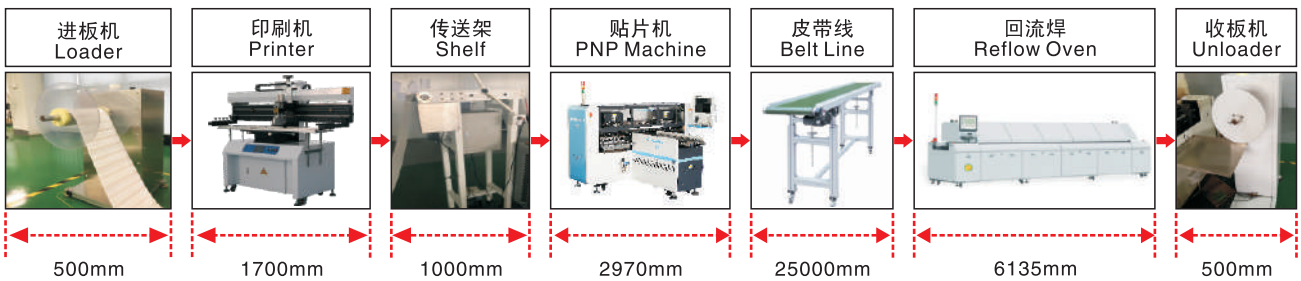 进板机
Loader
印刷机
Printer
传送架
Shelf
贴片机
PNP Machine
皮带线
Belt Line
回流焊
Reflow Oven
收板机
Unloader
500mm
1700mm
1000mm
2970mm
25000mm
6135mm
500mm